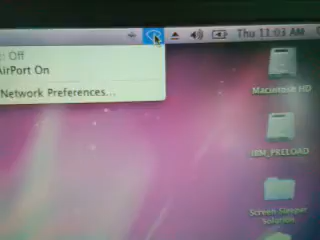 Thu 11:03 AM
: Off
AirPort On
Network Preferences...
Macintosh HD
IBM_PRELOAD
Screen Sleeper
Solution